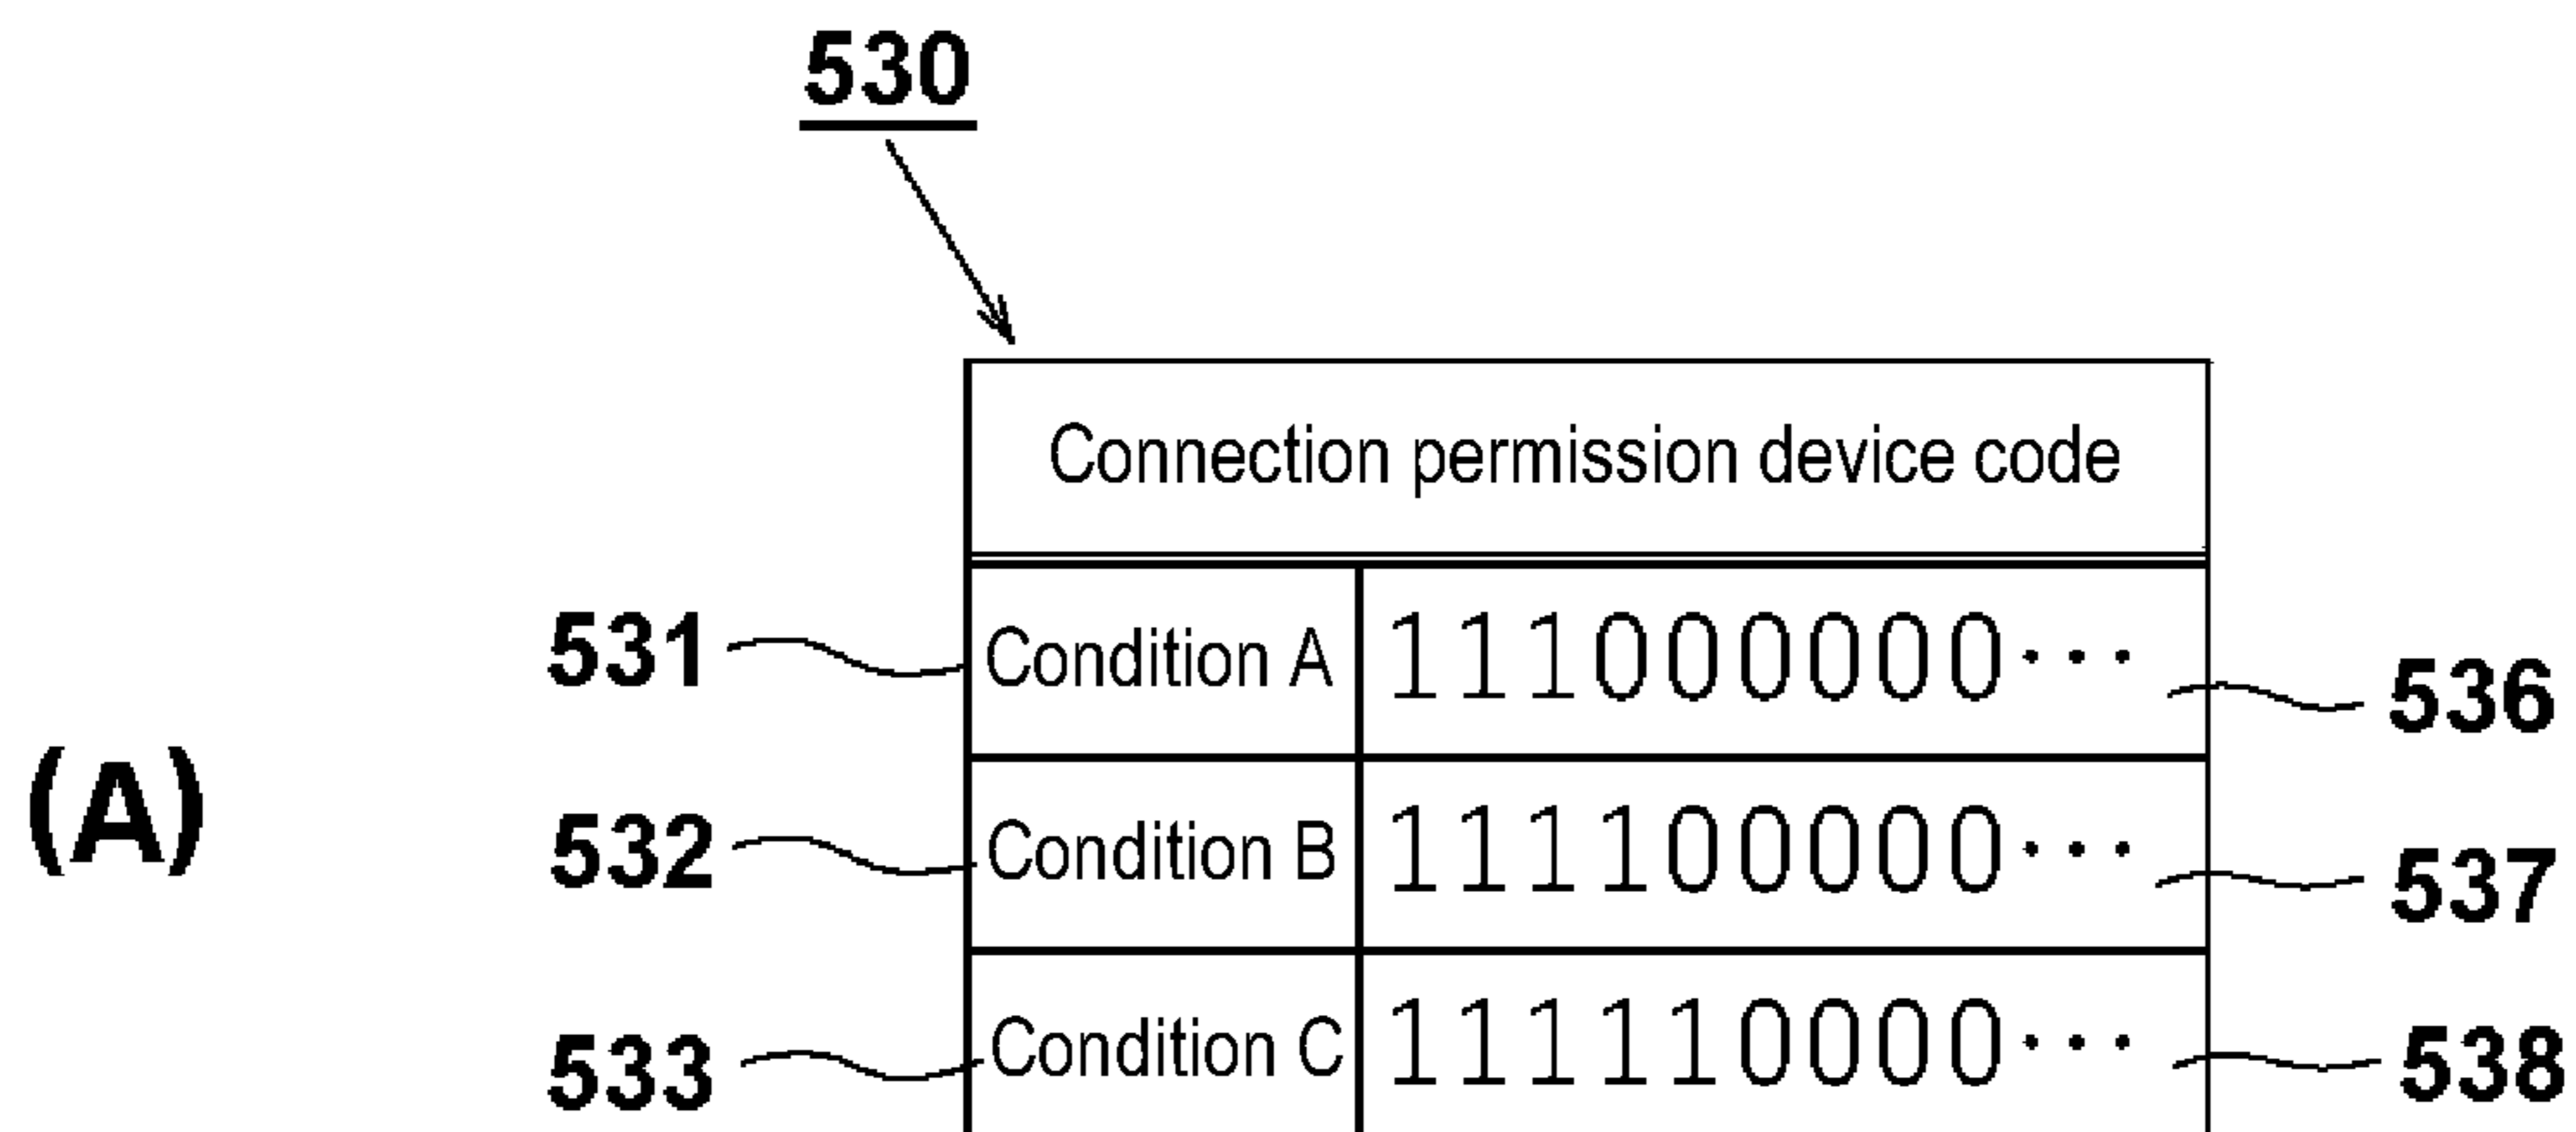 530
Connection permission device code
531 Condition A 111000000··· 536
(A)
532 Condition B 111100000··· 537
533 Condition C 111110000··· 538